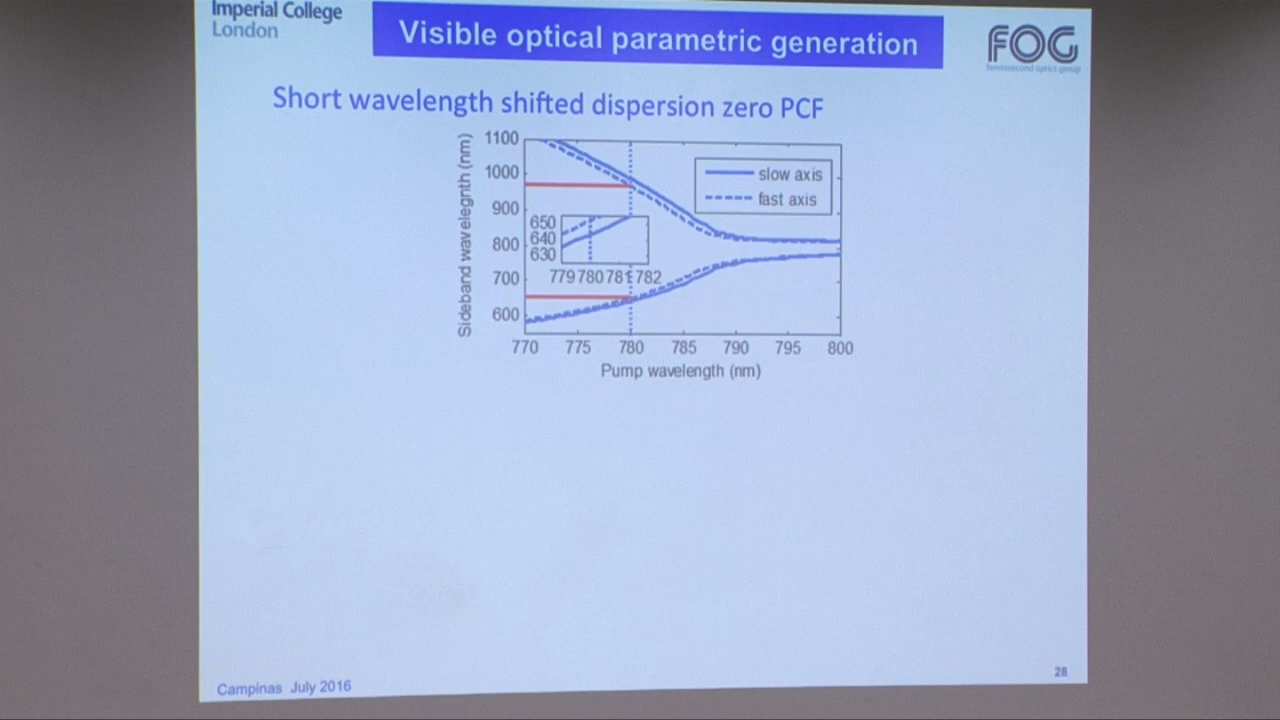 Imperial College
London
Visible optical parametric generation
FOG
femtosecond optics group
Short wavelength shifted dispersion zero PCF
Sideband wavelegnth (nm)
1100
1000
900
800
700
600
slow axis
fast axis
650
640
630
779 780 781 782
770 775 780 785 790 795 800
Pump wavelength (nm)
Campinas July 2016
28